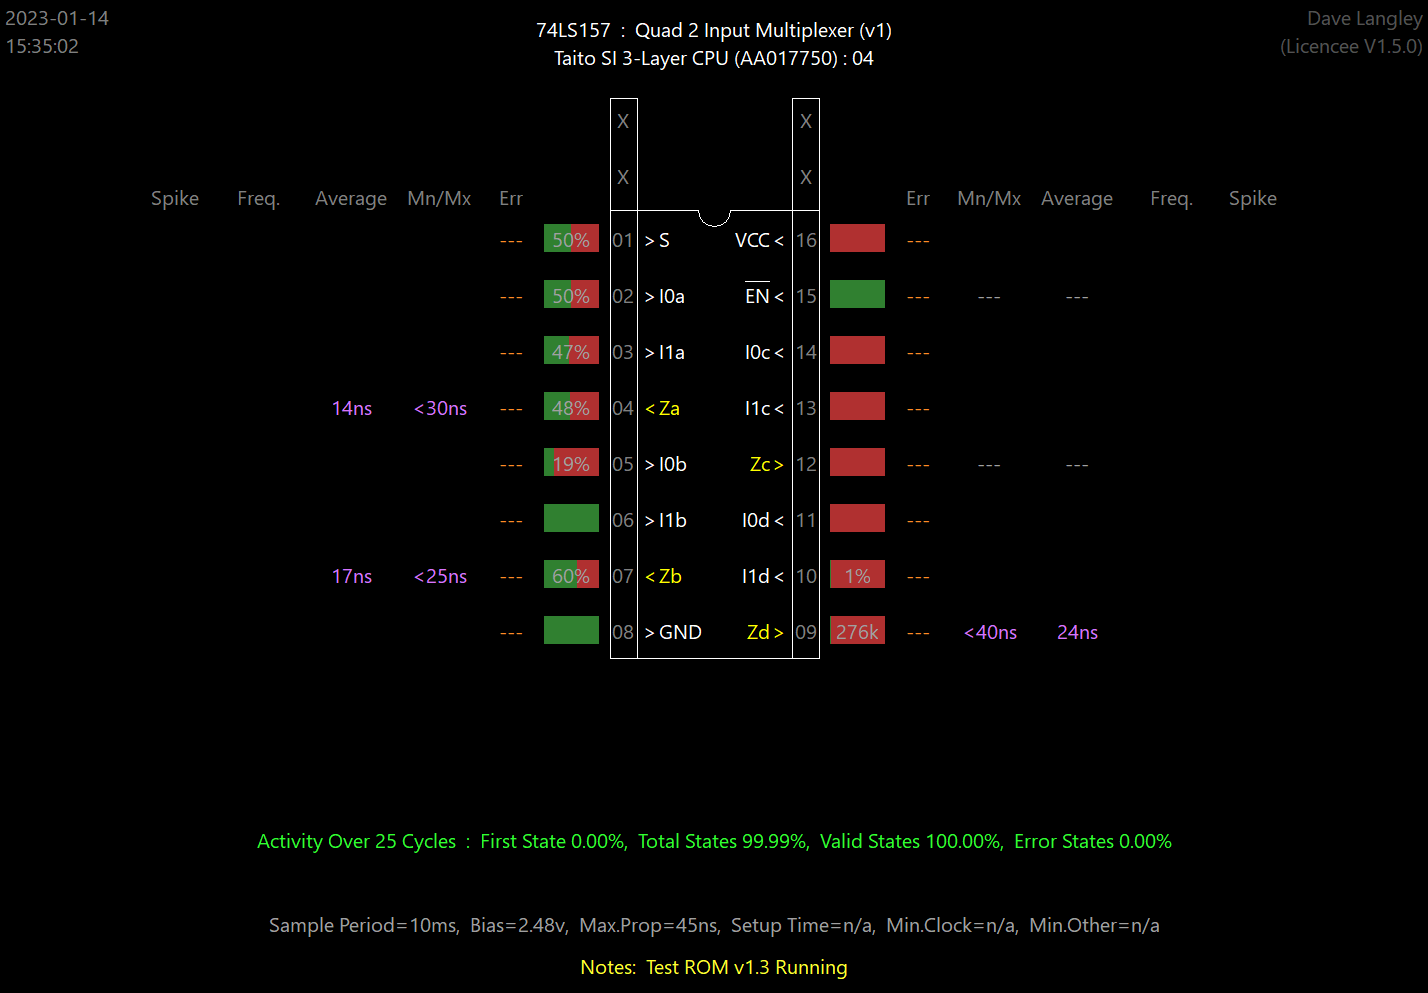 2023-01-14
15:35:02
74LS157 : Quad 2 Input Multiplexer (v1)
Taito SI 3-Layer CPU (AA017750) : 04
Dave Langley
(Licencee V1.5.0)
X X
X X
Spike Freq. Average Mn/Mx Err Err Mn/Mx Average Freq. Spike
--- 50% 01 >S VCC< 16 ---
--- 50% 02 >I0a EN< 15 --- --- ---
--- 47% 03 >I1a I0c< 14 ---
14ns <30ns --- 48% 04 <Za I1c< 13 ---
--- 19% 05 >I0b Zc> 12 --- --- ---
--- 06 >I1b I0d< 11 ---
17ns <25ns --- 60% 07 <Zb I1d< 10 1% ---
--- 08 >GND Zd> 09 276k --- <40ns 24ns
Activity Over 25 Cycles : First State 0.00%, Total States 99.99%, Valid States 100.00%, Error States 0.00%
Sample Period=10ms, Bias=2.48v, Max.Prop=45ns, Setup Time=n/a, Min.Clock=n/a, Min.Other=n/a
Notes: Test ROM v1.3 Running